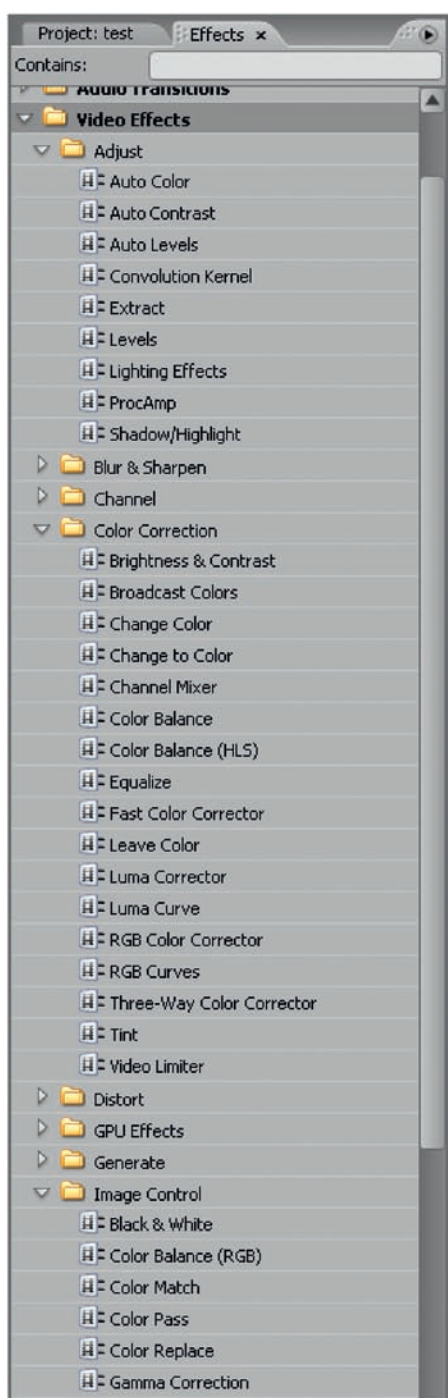 Project: test Effects x
Contains:
Audio Transitions
Video Effects
Adjust
Auto Color
Auto Contrast
Auto Levels
Convolution Kernel
Extract
Levels
Lighting Effects
ProcAmp
Shadow/Highlight
Blur & Sharpen
Channel
Color Correction
Brightness & Contrast
Broadcast Colors
Change Color
Change to Color
Channel Mixer
Color Balance
Color Balance (HLS)
Equalize
Fast Color Corrector
Leave Color
Luma Corrector
Luma Curve
RGB Color Corrector
RGB Curves
Three-Way Color Corrector
Tint
Video Limiter
Distort
GPU Effects
Generate
Image Control
Black & White
Color Balance (RGB)
Color Match
Color Pass
Color Replace
Gamma Correction